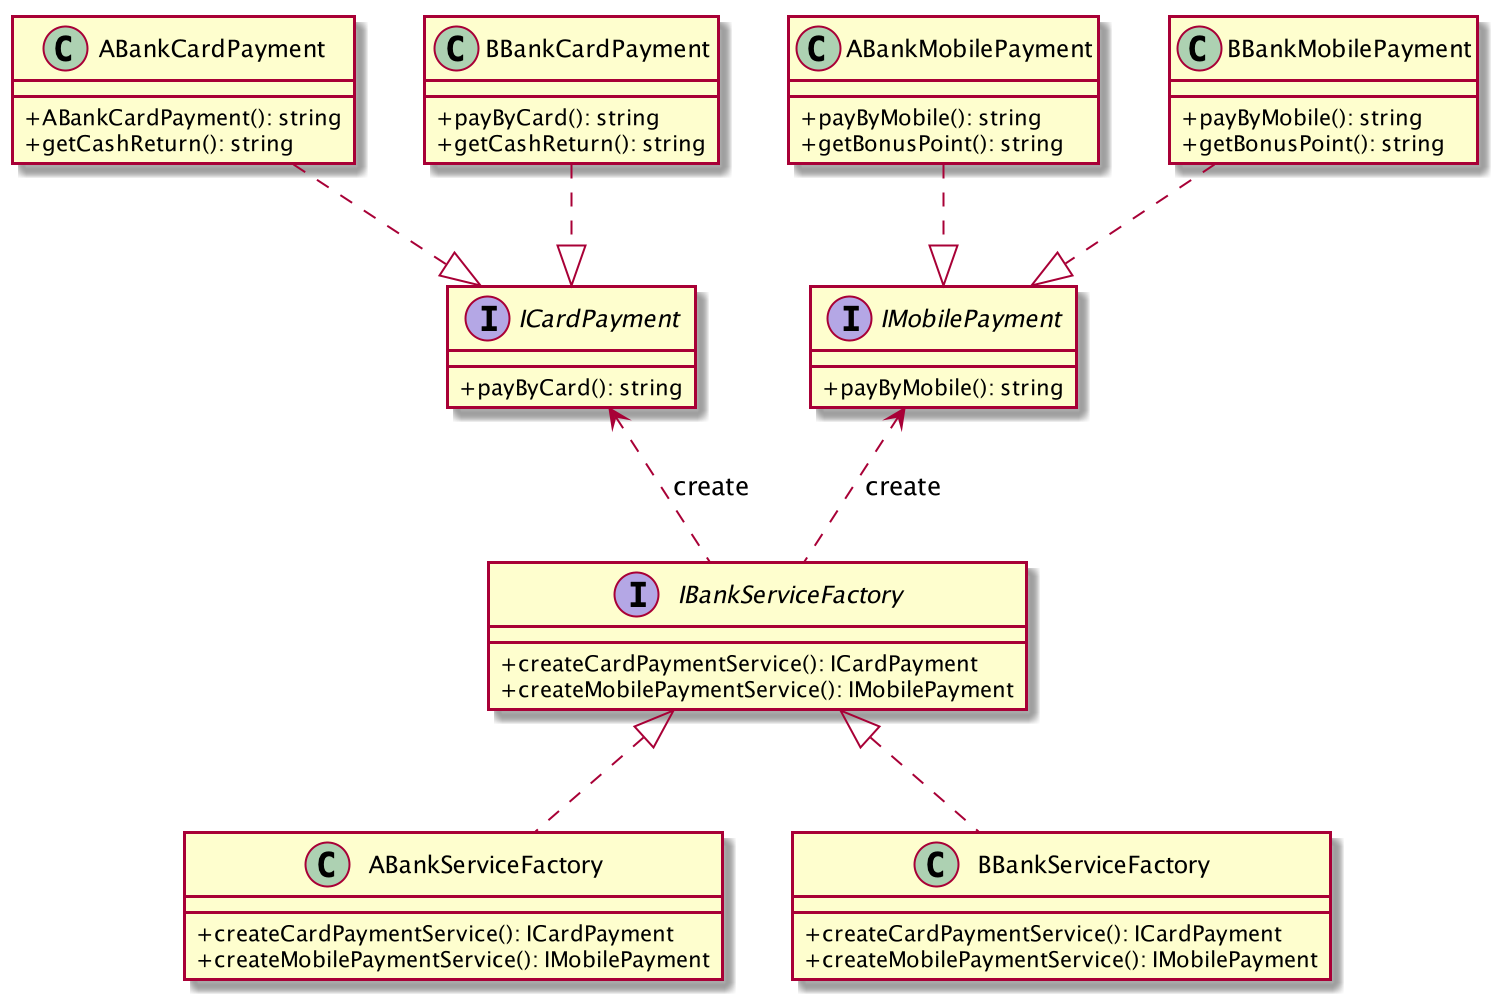 C ABankCardPayment
+ABankCardPayment(): string
+getCashReturn(): string
C BBankCardPayment
+payByCard(): string
+getCashReturn(): string
C ABankMobilePayment
+payByMobile(): string
+getBonusPoint(): string
C BBankMobilePayment
+payByMobile(): string
+getBonusPoint(): string
I ICardPayment
+payByCard(): string
I IMobilePayment
+payByMobile(): string
create
create
I IBankServiceFactory
+createCardPaymentService(): ICardPayment
+createMobilePaymentService(): IMobilePayment
C ABankServiceFactory
+createCardPaymentService(): ICardPayment
+createMobilePaymentService(): IMobilePayment
C BBankServiceFactory
+createCardPaymentService(): ICardPayment
+createMobilePaymentService(): IMobilePayment